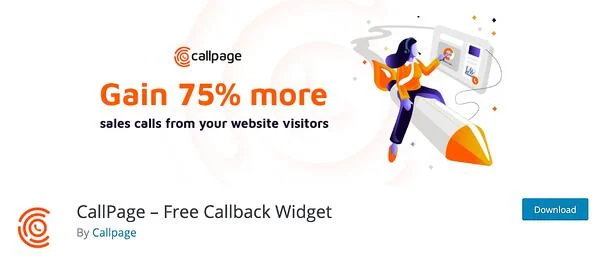 callpage
Gain 75% more
sales calls from your website visitors
CallPage – Free Callback Widget
Download
By Callpage